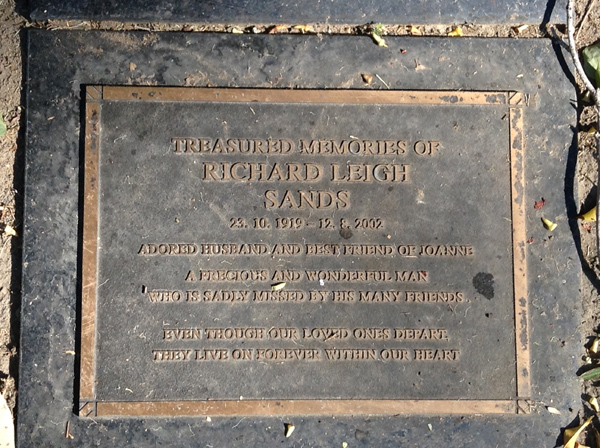 TREASURED MEMORIES OF
RICHARD LEIGH
SANDS
23. 10. 1919 – 12. 8. 2002
ADORED HUSBAND AND BEST FRIEND OF JOANNE
A PRECIOUS AND WONDERFUL MAN
WHO IS SADLY MISSED BY HIS MANY FRIENDS
EVEN THOUGH OUR LOVED ONES DEPART
THEY LIVE ON FOREVER WITHIN OUR HEART